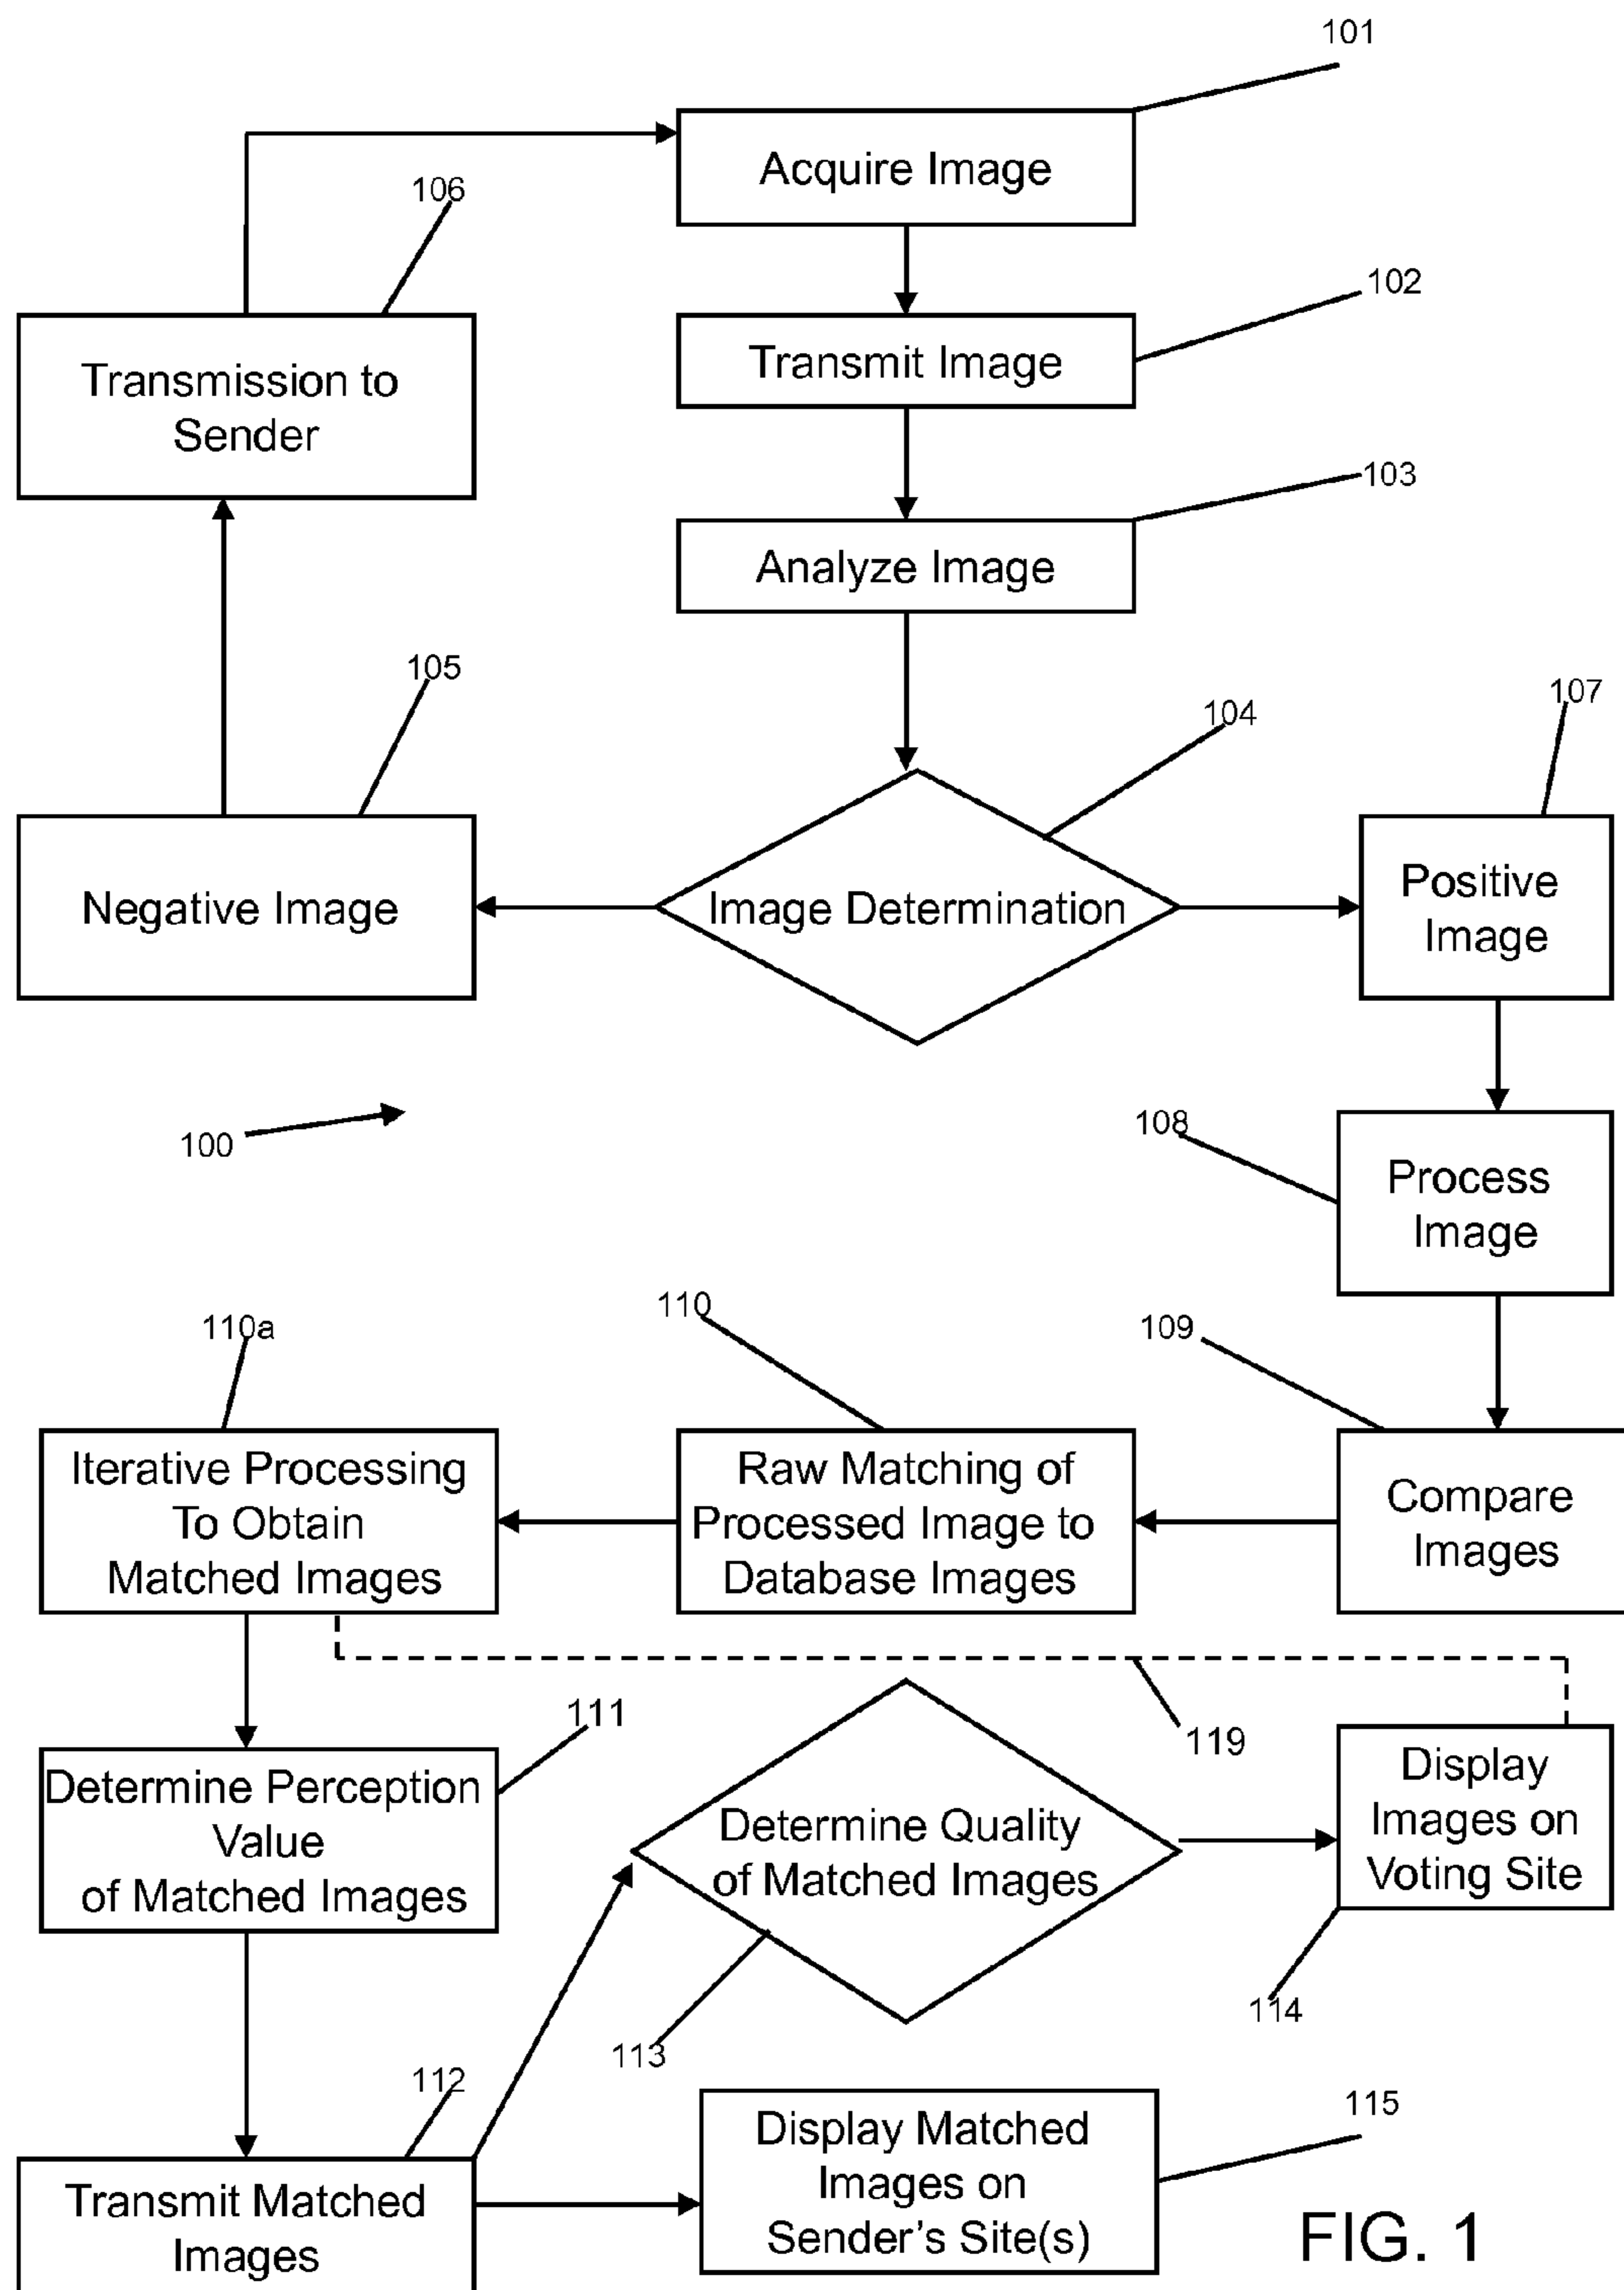 101
Acquire Image
106
Transmission to
Sender
102
Transmit Image
103
Analyze Image
105
Negative Image
104
Image Determination
107
Positive
Image
100
108
Process
Image
110a
Iterative Processing
To Obtain
Matched Images
110
Raw Matching of
Processed Image to
Database Images
109
Compare
Images
119
111
Determine Perception
Value
of Matched Images
Determine Quality
of Matched Images
113
Display
Images on
Voting Site
114
112
Transmit Matched
Images
Display Matched
Images on
Sender's Site(s)
115
FIG. 1